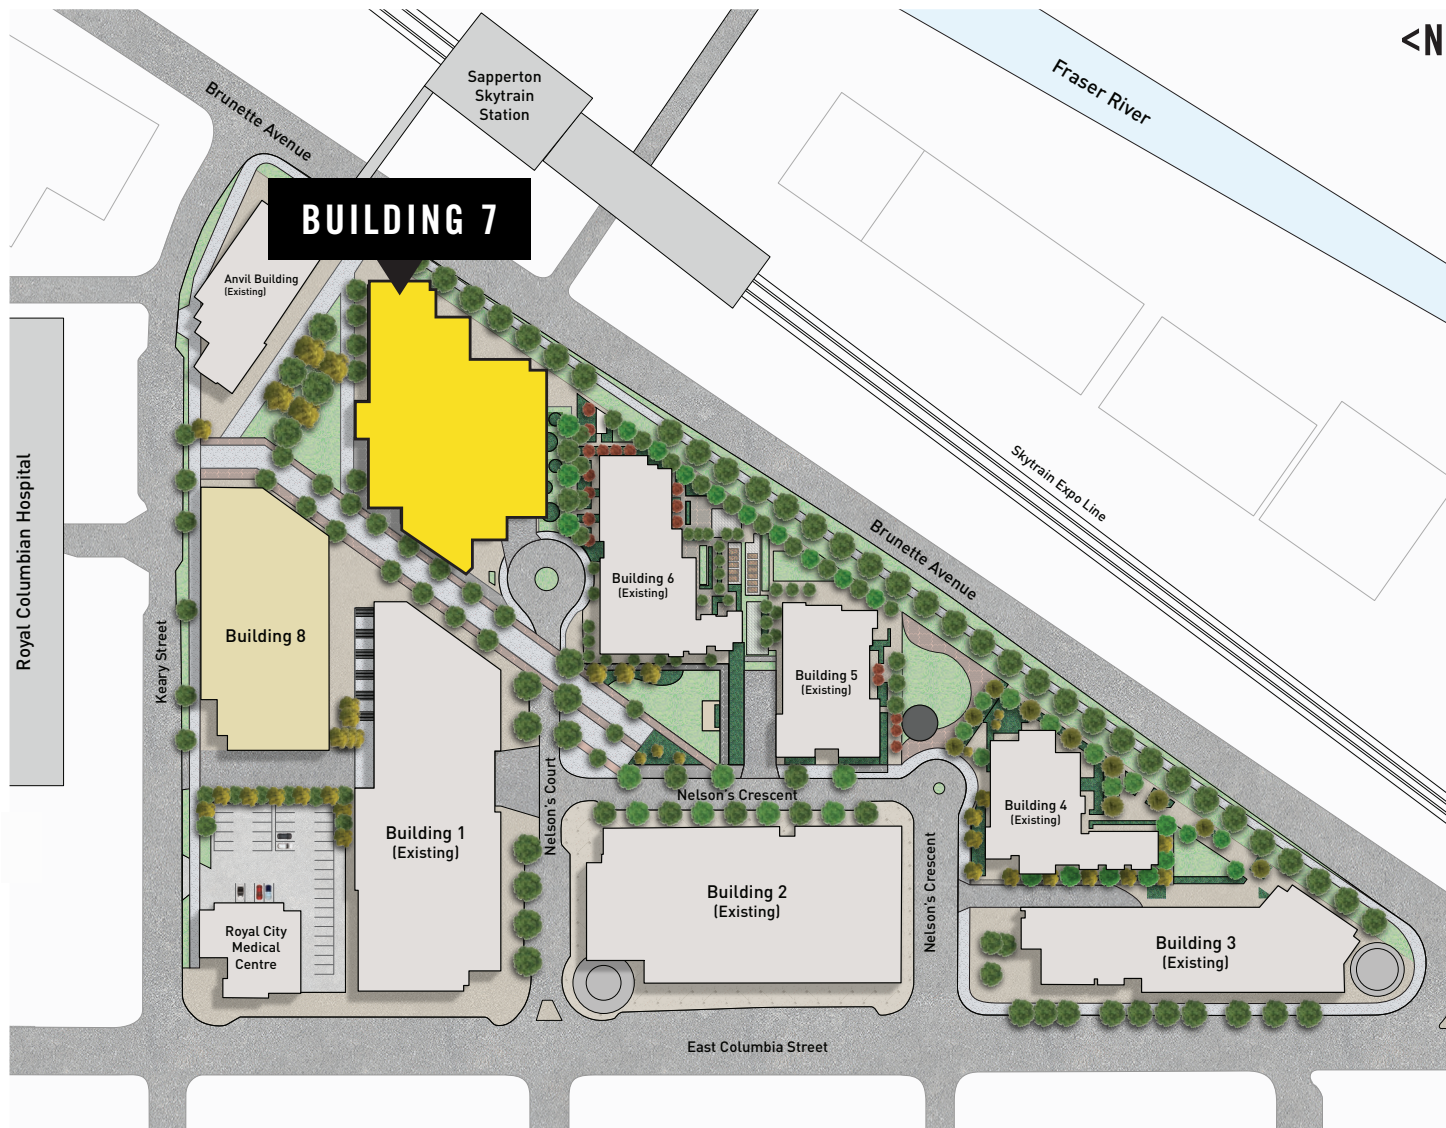 <N
Fraser River
Sapperton
Skytrain
Station
Brunette Avenue
BUILDING 7
Anvil Building
(Existing)
Royal Columbian Hospital
Skytrain Expo Line
Brunette Avenue
Building 6
(Existing)
Building 8
Keary Street
Building 5
(Existing)
Nelson's Court
Nelson's Crescent
Building 4
(Existing)
Building 1
(Existing)
Building 2
(Existing)
Nelson's Crescent
Royal City
Medical
Centre
Building 3
(Existing)
East Columbia Street